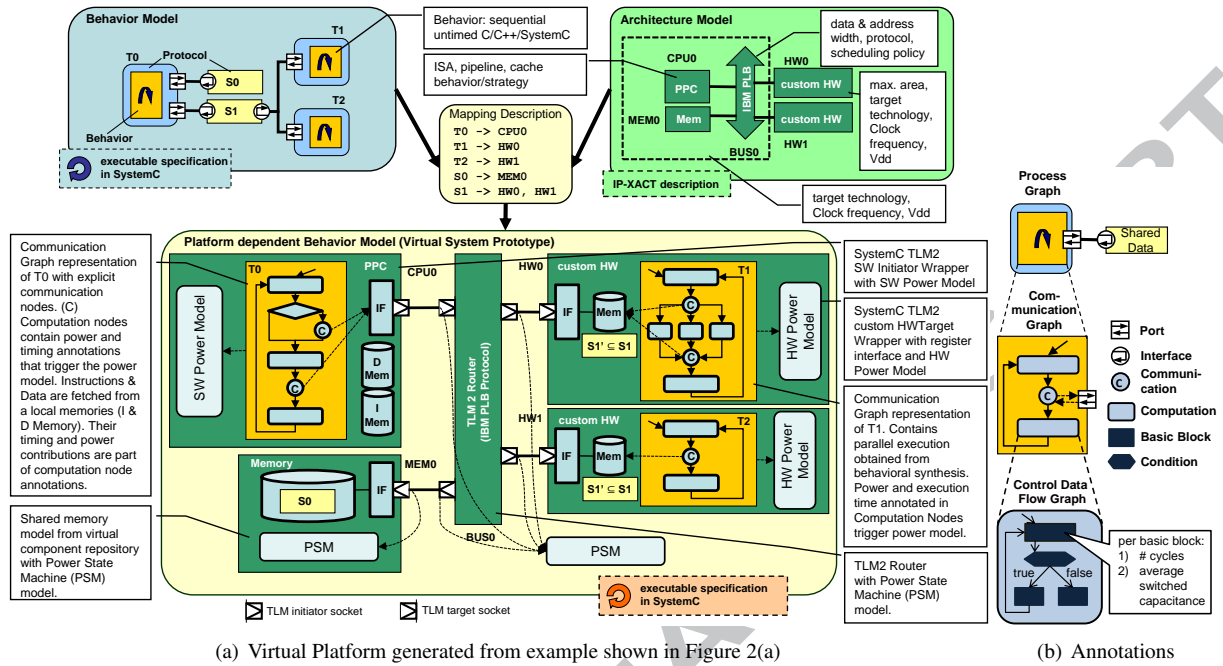 Behavior Model
T0
Protocol
S0
S1
T1
T2
Behavior
executable specification
in SystemC
Behavior: sequential
untimed C/C++/SystemC
ISA, pipeline, cache
behavior/strategy
Mapping Description
T0 -> CPU0
T1 -> HW0
T2 -> HW1
S0 -> MEM0
S1 -> HW0, HW1
Architecture Model
CPU0
PPC
MEM0
Mem
IBM PLB
BUS0
HW0
custom HW
custom HW
HW1
IP-XACT description
data & address
width, protocol,
scheduling policy
max. area,
target
technology,
Clock
frequency,
Vdd
target technology,
Clock frequency, Vdd
Platform dependent Behavior Model (Virtual System Prototype)
Communication
Graph representation
of T0 with explicit
communication
nodes. (C)
Computation nodes
contain power and
timing annotations
that trigger the power
model. Instructions &
Data are fetched from
a local memories (I &
D Memory). Their
timing and power
contributions are part
of computation node
annotations.
Shared memory
model from virtual
component repository
with Power State
Machine (PSM)
model.
SW Power Model
T0
C
C
PPC
IF
D
Mem
I
Mem
CPU0
Memory
S0
IF
MEM0
PSM
TLM 2 Router
(IBM PLB Protocol)
BUS0
PSM
HW0
custom HW
IF
Mem
S1' ⊆ S1
T1
C
C
HW Power
Model
HW1
custom HW
IF
Mem
S1' ⊆ S1
T2
C
HW Power
Model
executable specification
in SystemC
TLM initiator socket
TLM target socket
SystemC TLM2
SW Initiator Wrapper
with SW Power Model
SystemC TLM2
custom HWTarget
Wrapper with register
interface and HW
Power Model
Communication
Graph representation
of T1. Contains
parallel execution
obtained from
behavioral synthesis.
Power and execution
time annotated in
Computation Nodes
trigger power model.
TLM2 Router
with Power State
Machine (PSM)
model.
Process
Graph
Shared
Data
Com-
munication
Graph
C
Control Data
Flow Graph
true
false
Port
Interface
C
Communi-
cation
Computation
Basic Block
Condition
per basic block:
1) # cycles
2) average
switched
capacitance
(a) Virtual Platform generated from example shown in Figure 2(a)
(b) Annotations